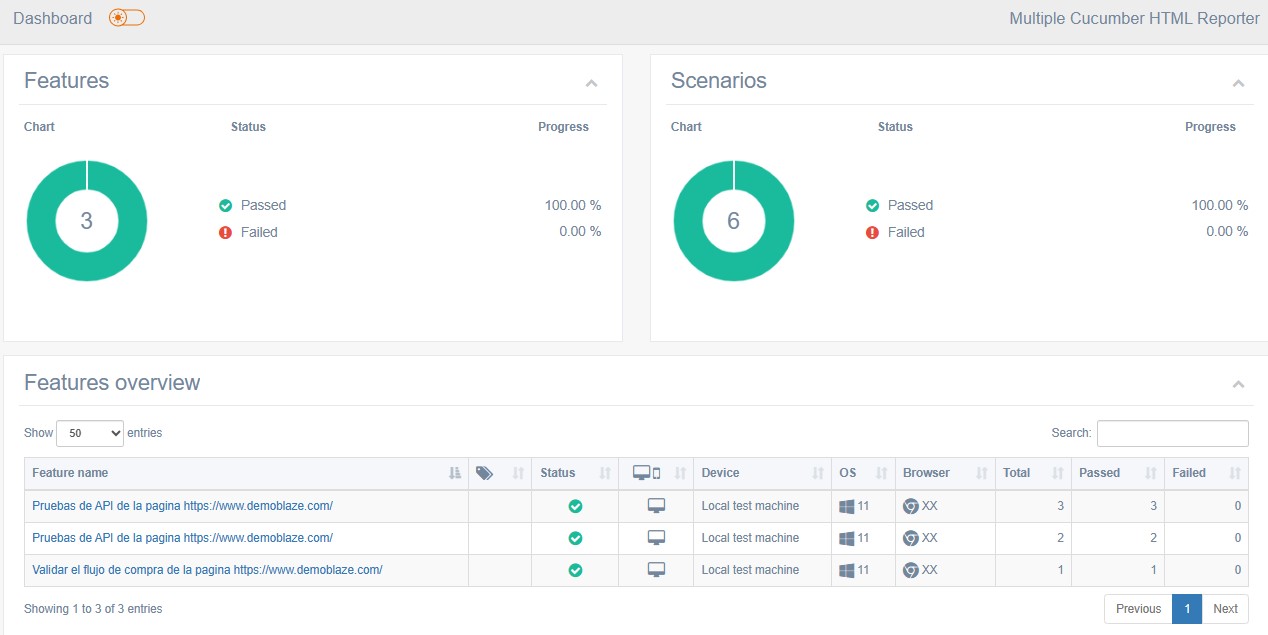 Dashboard Multiple Cucumber HTML Reporter
Features
Chart Status Progress
3
Passed 100.00 %
Failed 0.00 %
Scenarios
Chart Status Progress
6
Passed 100.00 %
Failed 0.00 %
Features overview
Show 50 entries Search:
Feature name Status Device OS Browser Total Passed Failed
Pruebas de API de la pagina https://www.demoblaze.com/ Local test machine 11 XX 3 3 0
Pruebas de API de la pagina https://www.demoblaze.com/ Local test machine 11 XX 2 2 0
Validar el flujo de compra de la pagina https://www.demoblaze.com/ Local test machine 11 XX 1 1 0
Showing 1 to 3 of 3 entries Previous 1 Next